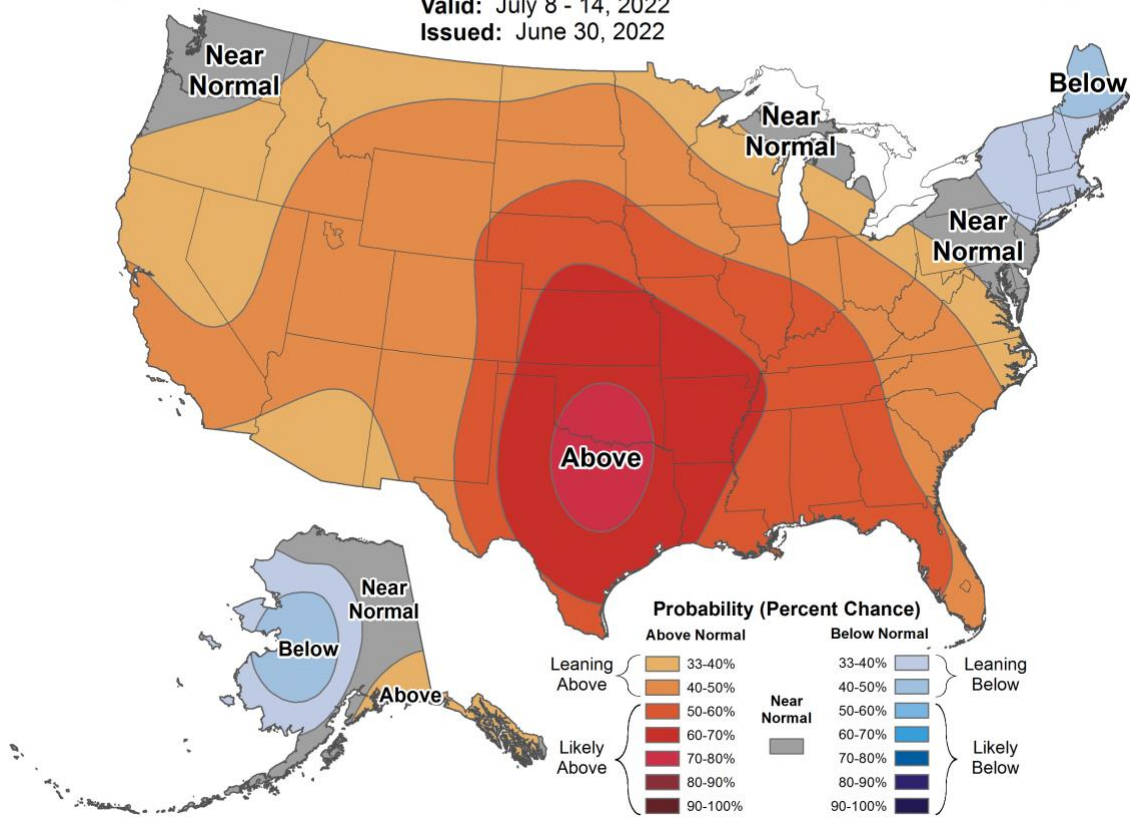 Valid: July 8 - 14, 2022
Issued: June 30, 2022
Near
Normal
Near
Normal
Below
Near
Normal
Above
Near
Normal
Below
Above
Probability (Percent Chance)
Above Normal
Below Normal
Leaning
Above
33-40%
40-50%
Likely
Above
50-60%
60-70%
70-80%
80-90%
90-100%
Near
Normal
33-40%
40-50%
Leaning
Below
50-60%
60-70%
70-80%
80-90%
90-100%
Likely
Below